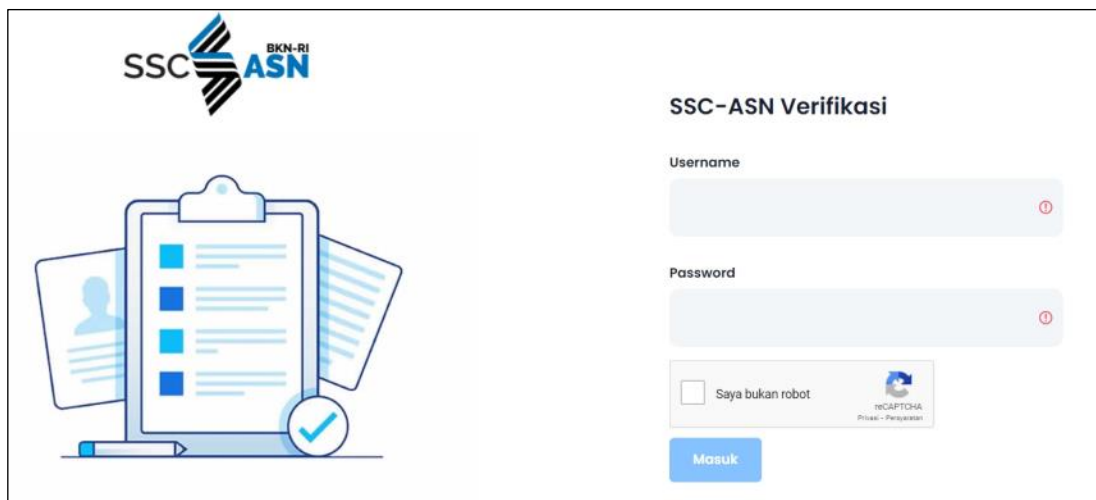 SSC ASN
BKN-RI
SSC-ASN Verifikasi
Username
Password
Saya bukan robot
reCAPTCHA
Privasi - Persyaratan
Masuk